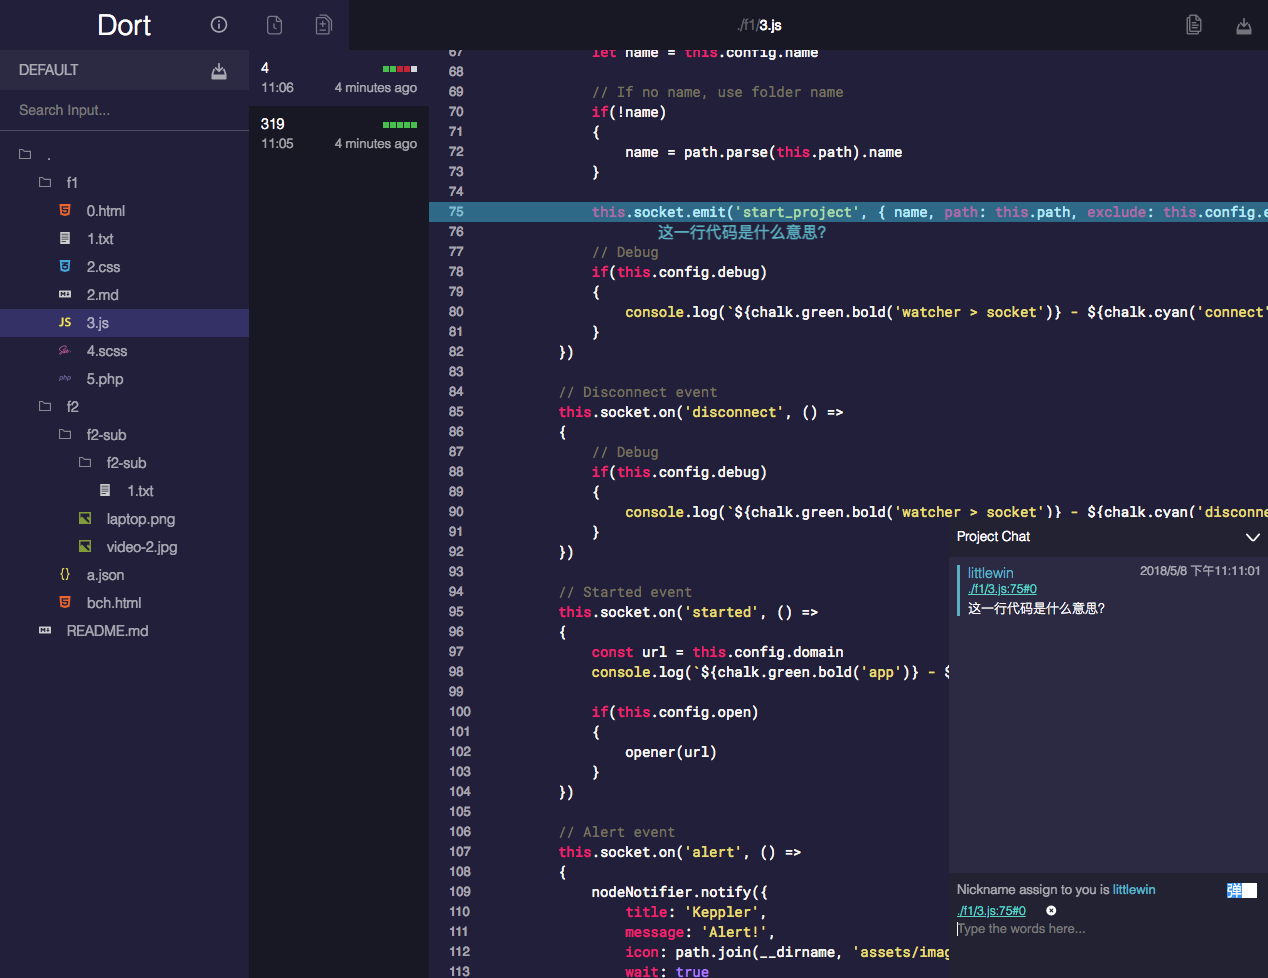 Dort
./f1/3.js
DEFAULT
Search Input...
.
f1
0.html
1.txt
2.css
2.md
JS 3.js
4.scss
php 5.php
f2
f2-sub
f2-sub
1.txt
laptop.png
video-2.jpg
{} a.json
bch.html
README.md
4
11:06 4 minutes ago
319
11:05 4 minutes ago
67 let name = this.config.name
68
69 // If no name, use folder name
70 if(!name)
71 {
72 name = path.parse(this.path).name
73 }
74
75 this.socket.emit('start_project', { name, path: this.path, exclude: this.config.e
76 这一行代码是什么意思?
77 // Debug
78 if(this.config.debug)
79 {
80 console.log(`${chalk.green.bold('watcher > socket')} - ${chalk.cyan('connect'
81 }
82 })
83
84 // Disconnect event
85 this.socket.on('disconnect', () =>
86 {
87 // Debug
88 if(this.config.debug)
89 {
90 console.log(`${chalk.green.bold('watcher > socket')} - ${chalk.cyan('disconne
91 }
92 })
93
94 // Started event
95 this.socket.on('started', () =>
96 {
97 const url = this.config.domain
98 console.log(`${chalk.green.bold('app')} - $
99
100 if(this.config.open)
101 {
102 opener(url)
103 }
104 })
105
106 // Alert event
107 this.socket.on('alert', () =>
108 {
109 nodeNotifier.notify({
110 title: 'Keppler',
111 message: 'Alert!',
112 icon: path.join(__dirname, 'assets/imag
113 wait: true
Project Chat
littlewin 2018/5/8 下午11:11:01
./f1/3.js:75#0
这一行代码是什么意思?
Nickname assign to you is littlewin 弹
./f1/3.js:75#0
Type the words here...